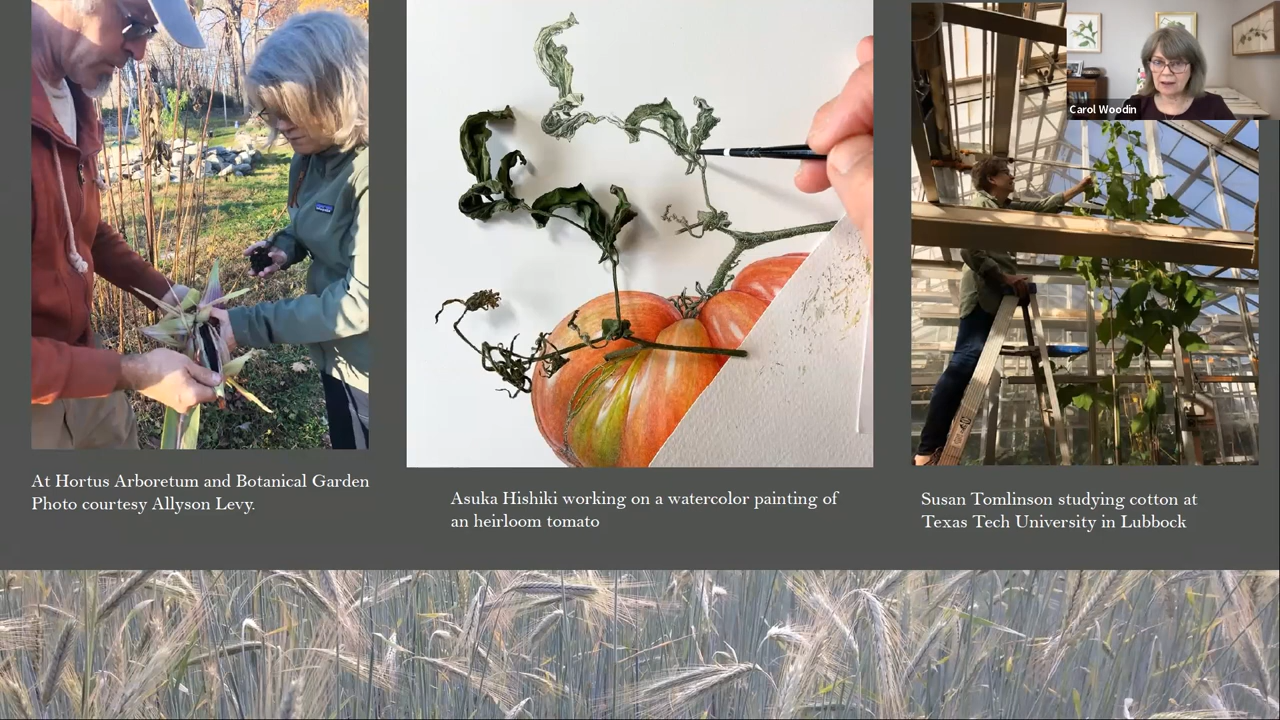 Carol Woodin
At Hortus Arboretum and Botanical Garden
Photo courtesy Allyson Levy.
Asuka Hishiki working on a watercolor painting of
an heirloom tomato
Susan Tomlinson studying cotton at
Texas Tech University in Lubbock